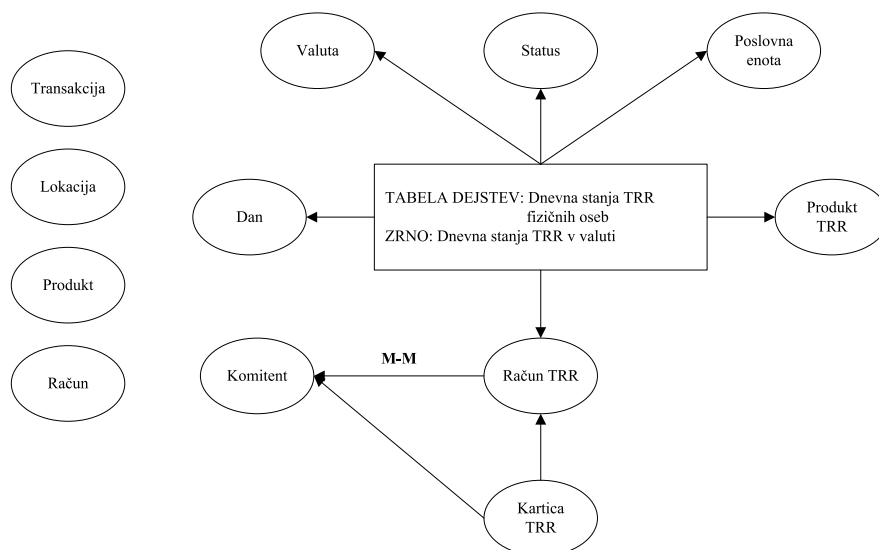 Valuta
Status
Poslovna
enota
Transakcija
Lokacija
Produkt
Račun
Dan
TABELA DEJSTEV: Dnevna stanja TRR
fizičnih oseb
ZRNO: Dnevna stanja TRR v valuti
Produkt
TRR
Komitent
M-M
Račun TRR
Kartica
TRR